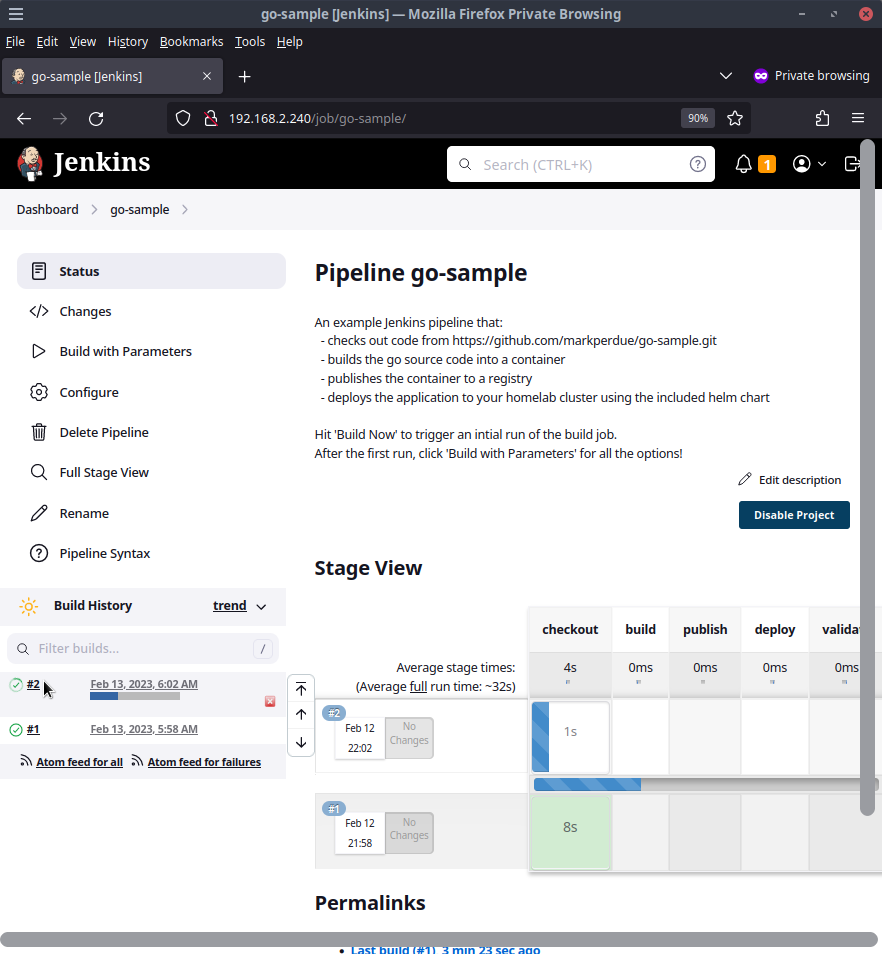 go-sample [Jenkins] — Mozilla Firefox Private Browsing
File Edit View History Bookmarks Tools Help
go-sample [Jenkins]
Private browsing
192.168.2.240/job/go-sample/
90%
Jenkins
Search (CTRL+K)
1
Dashboard
go-sample
Status
Changes
Build with Parameters
Configure
Delete Pipeline
Full Stage View
Rename
Pipeline Syntax
Build History
trend
Filter builds...
/
#2
Feb 13, 2023, 6:02 AM
#1
Feb 13, 2023, 5:58 AM
Atom feed for all
Atom feed for failures
Pipeline go-sample
An example Jenkins pipeline that:
- checks out code from https://github.com/markperdue/go-sample.git
- builds the go source code into a container
- publishes the container to a registry
- deploys the application to your homelab cluster using the included helm chart
Hit 'Build Now' to trigger an intial run of the build job.
After the first run, click 'Build with Parameters' for all the options!
Edit description
Disable Project
Stage View
checkout build publish deploy valida
Average stage times:
(Average full run time: ~32s)
4s 0ms 0ms 0ms 0ms
#2
Feb 12
22:02
No
Changes
1s
#1
Feb 12
21:58
No
Changes
8s
Permalinks
Last build (#1), 3 min 23 sec ago